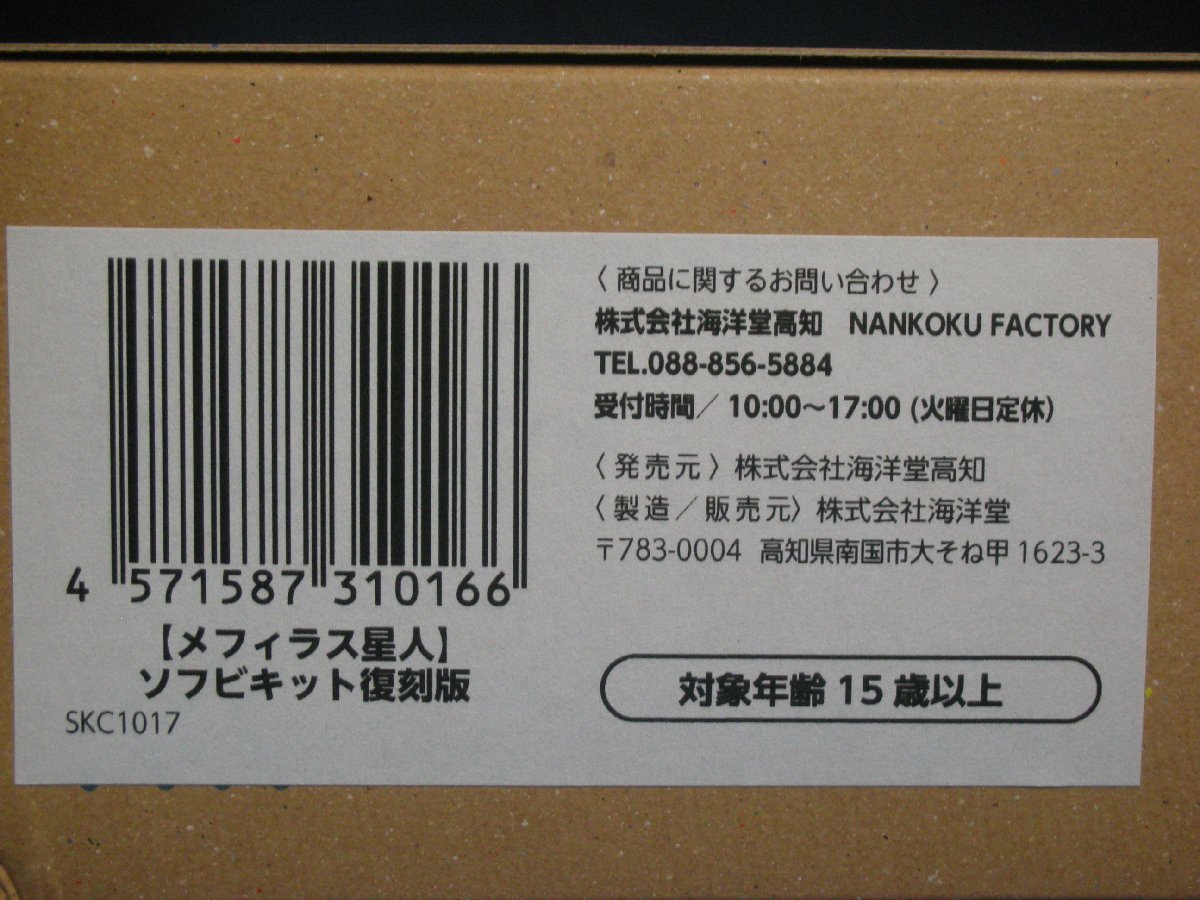 4 571587 310166
【メフィラス星人】
ソフビキット復刻版
SKC1017
〈 商品に関するお問い合わせ 〉
株式会社海洋堂高知　NANKOKU FACTORY
TEL.088-856-5884
受付時間／ 10:00〜17:00 (火曜日定休)
〈 発売元 〉 株式会社海洋堂高知
〈 製造／販売元〉 株式会社海洋堂
〒783-0004 高知県南国市大そね甲 1623-3
対象年齢 15 歳以上